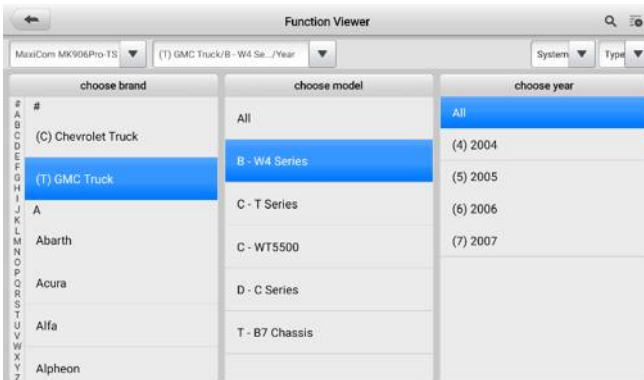 Function Viewer
MaxiCom MK906Pro-TS
(T) GMC Truck/B - W4 Se.../Year
System
Type
choose brand
choose model
choose year
#
A
B
C
D
E
F
G
H
I
J
K
L
M
N
O
P
Q
R
S
T
U
V
W
X
Y
Z
#
(C) Chevrolet Truck
(T) GMC Truck
A
Abarth
Acura
Alfa
Alpheon
All
B - W4 Series
C - T Series
C - WT5500
D - C Series
T - B7 Chassis
All
(4) 2004
(5) 2005
(6) 2006
(7) 2007